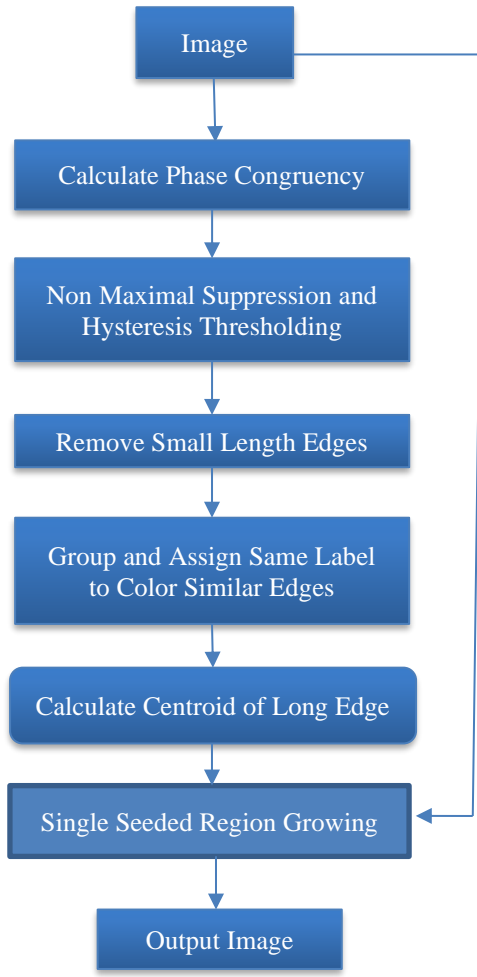 Image
Calculate Phase Congruency
Non Maximal Suppression and
Hysteresis Thresholding
Remove Small Length Edges
Group and Assign Same Label
to Color Similar Edges
Calculate Centroid of Long Edge
Single Seeded Region Growing
Output Image